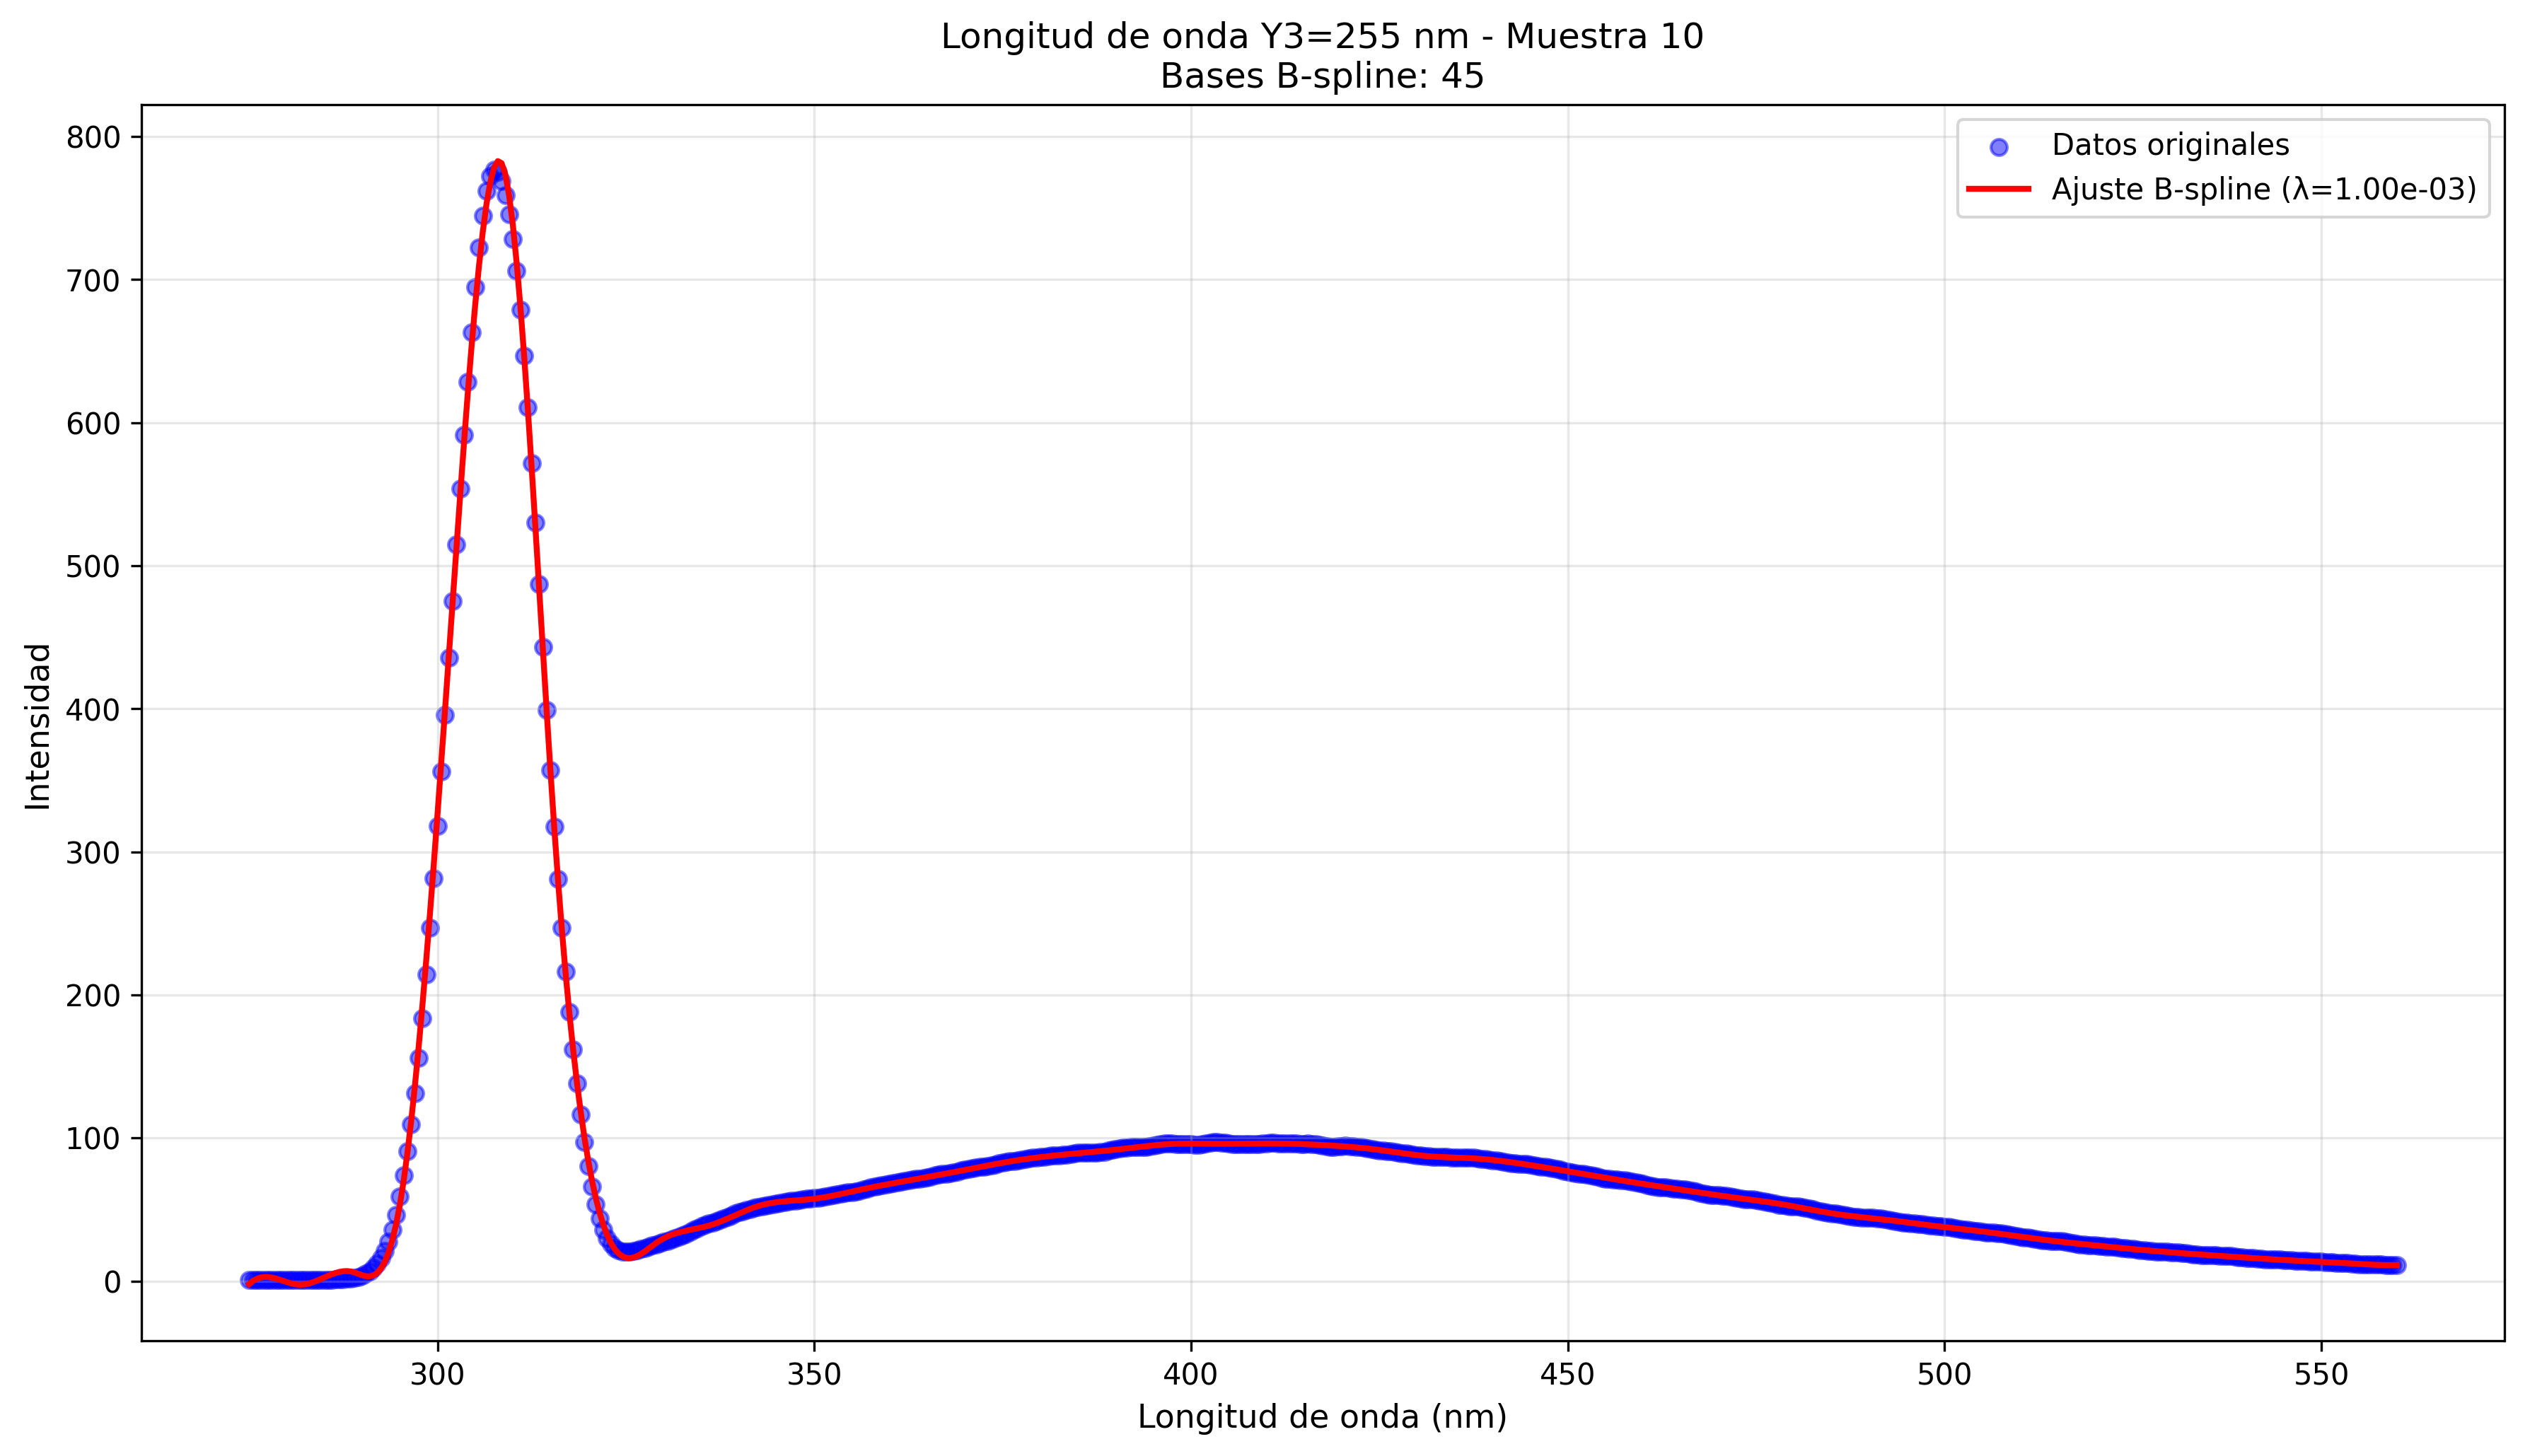 Longitud de onda Y3=255 nm - Muestra 10
Bases B-spline: 45
Datos originales
Ajuste B-spline (λ=1.00e-03)
Intensidad
800
700
600
500
400
300
200
100
0
300
350
400
450
500
550
Longitud de onda (nm)